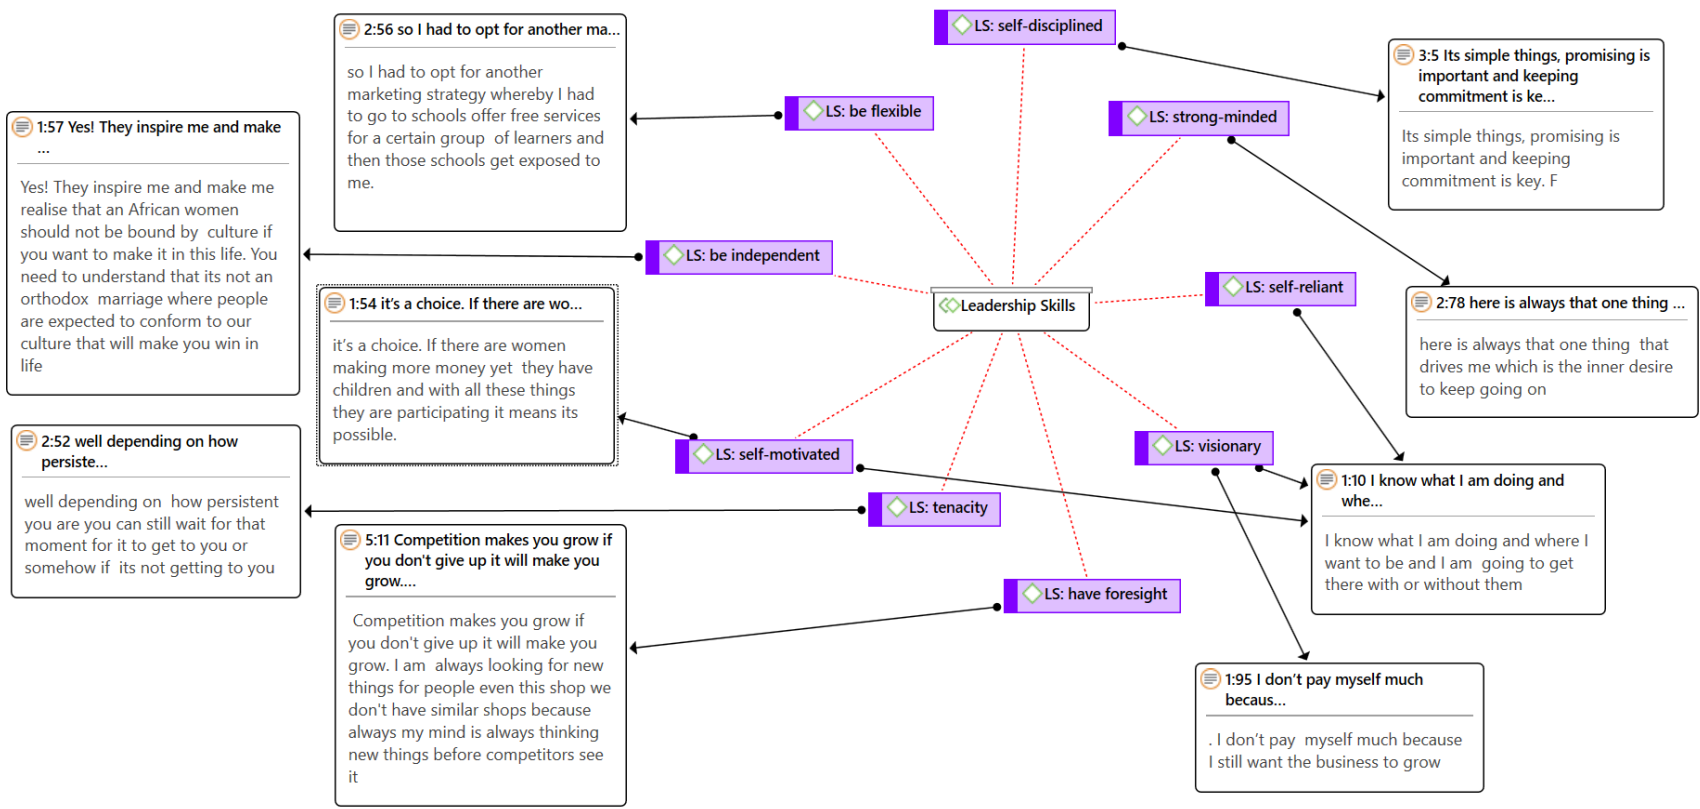 2:56 so I had to opt for another ma...
so I had to opt for another
marketing strategy whereby I had
to go to schools offer free services
for a certain group of learners and
then those schools get exposed to
me.
LS: self-disciplined
3:5 Its simple things, promising is
important and keeping
commitment is ke...
Its simple things, promising is
important and keeping
commitment is key. F
LS: be flexible
LS: strong-minded
1:57 Yes! They inspire me and make
...
Yes! They inspire me and make me
realise that an African women
should not be bound by culture if
you want to make it in this life. You
need to understand that its not an
orthodox marriage where people
are expected to conform to our
culture that will make you win in
life
LS: be independent
LS: self-reliant
Leadership Skills
1:54 it’s a choice. If there are wo...
it’s a choice. If there are women
making more money yet they have
children and with all these things
they are participating it means its
possible.
2:78 here is always that one thing ...
here is always that one thing that
drives me which is the inner desire
to keep going on
2:52 well depending on how
persiste...
well depending on how persistent
you are you can still wait for that
moment for it to get to you or
somehow if its not getting to you
LS: self-motivated
LS: visionary
LS: tenacity
1:10 I know what I am doing and
whe...
I know what I am doing and where I
want to be and I am going to get
there with or without them
5:11 Competition makes you grow if
you don't give up it will make you
grow....
Competition makes you grow if
you don't give up it will make you
grow. I am always looking for new
things for people even this shop we
don't have similar shops because
always my mind is always thinking
new things before competitors see
it
LS: have foresight
1:95 I don’t pay myself much
becaus...
. I don’t pay myself much because
I still want the business to grow